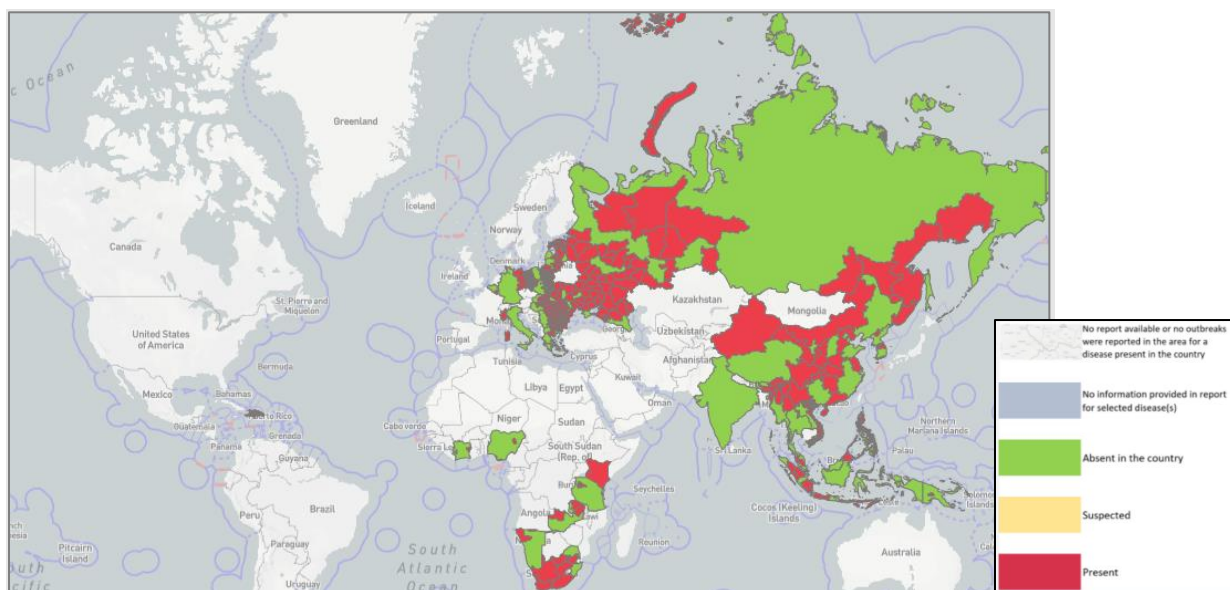 c Ocean
Greenland
Iceland
Sweden
Norway
Canada
Denmark
Ireland
St. Pierre and
Miquelon
Kazakhstan
Mongolia
United States
of America
Portugal
Uzbekistan
Georgia
Cyprus
Afghanistan
Tunisia
Bermuda
Kuwait
Libya
Egypt
Mexico
Bahamas
Oman
Niger
Sudan
Northern
Mariana Islands
Cabo verde
Guatemala
Grenada
Panama
South Sudan
(Rep. of)
Sri Lanka
Palau
Sierra Le
Guyana
Seychelles
Peru
Brazil
Angola
Cocos (Keeling)
Islands
Pitcairn
Island
Paraguay
Reunion
Australia
Uruguay
South
Atlantic
Ocean
No report available or no outbreaks
were reported in the area for a
disease present in the country
No information provided in report
for selected disease(s)
Absent in the country
Suspected
Present